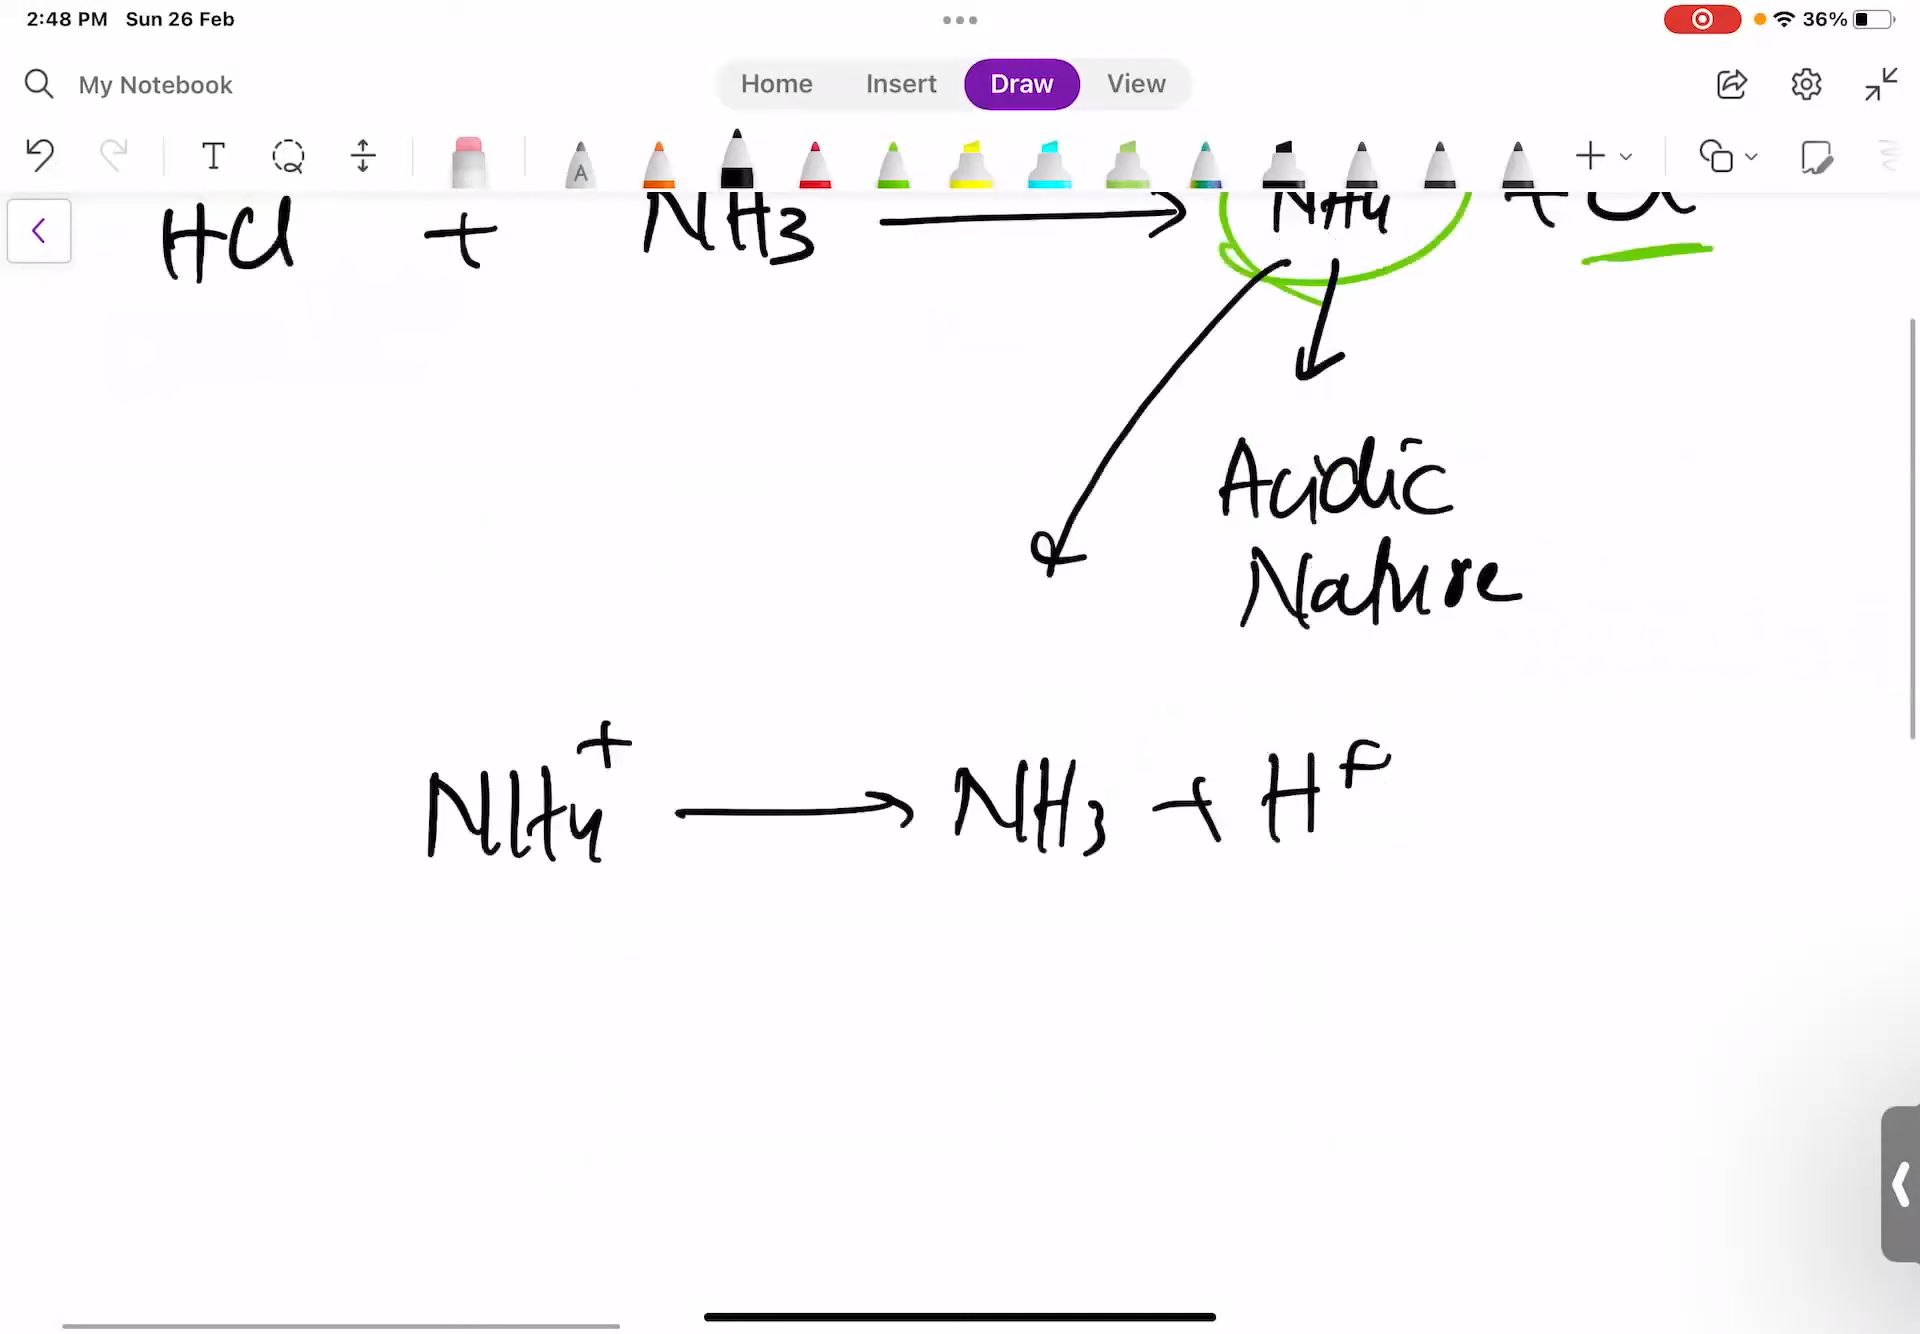 2:48 PM Sun 26 Feb 36%
My Notebook Home Insert Draw View
T A
HCl + NH3 → NH4 + Cl
Acidic
Nature
NH4+ → NH3 + H+